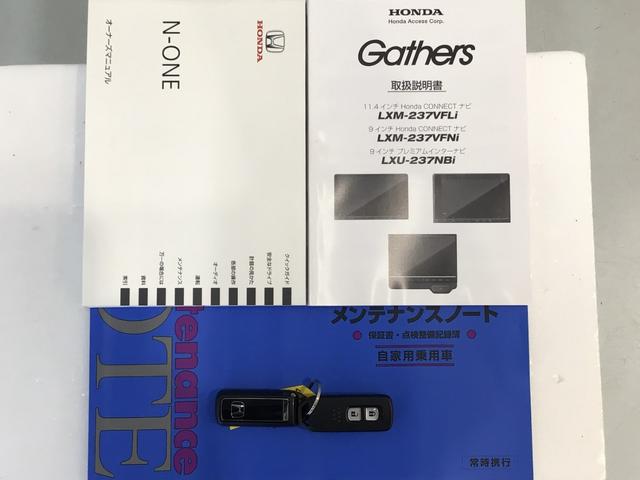 HONDA
N-ONE
オーナーズマニュアル
クイックガイド
安全なドライブ
計器の見かた
各部の操作
オーディオ
運転
メンテナンス
万一の場合には
資料
索引
HONDA
Honda Access Corp.
Gathers
取扱説明書
11.4 インチ Honda CONNECT ナビ
LXM-237VFLi
9 インチ Honda CONNECT ナビ
LXM-237VFNi
9 インチ プレミアムインターナビ
LXU-237NBi
メンテナンスノート
保証書・点検整備記録簿
自家用乗用車
常時携行
tenance
OTE